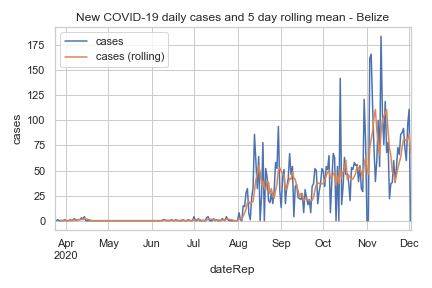 New COVID-19 daily cases and 5 day rolling mean - Belize
cases
cases (rolling)
175
150
125
100
75
50
25
0
cases
Apr May Jun Jul Aug Sep Oct Nov Dec
2020
dateRep